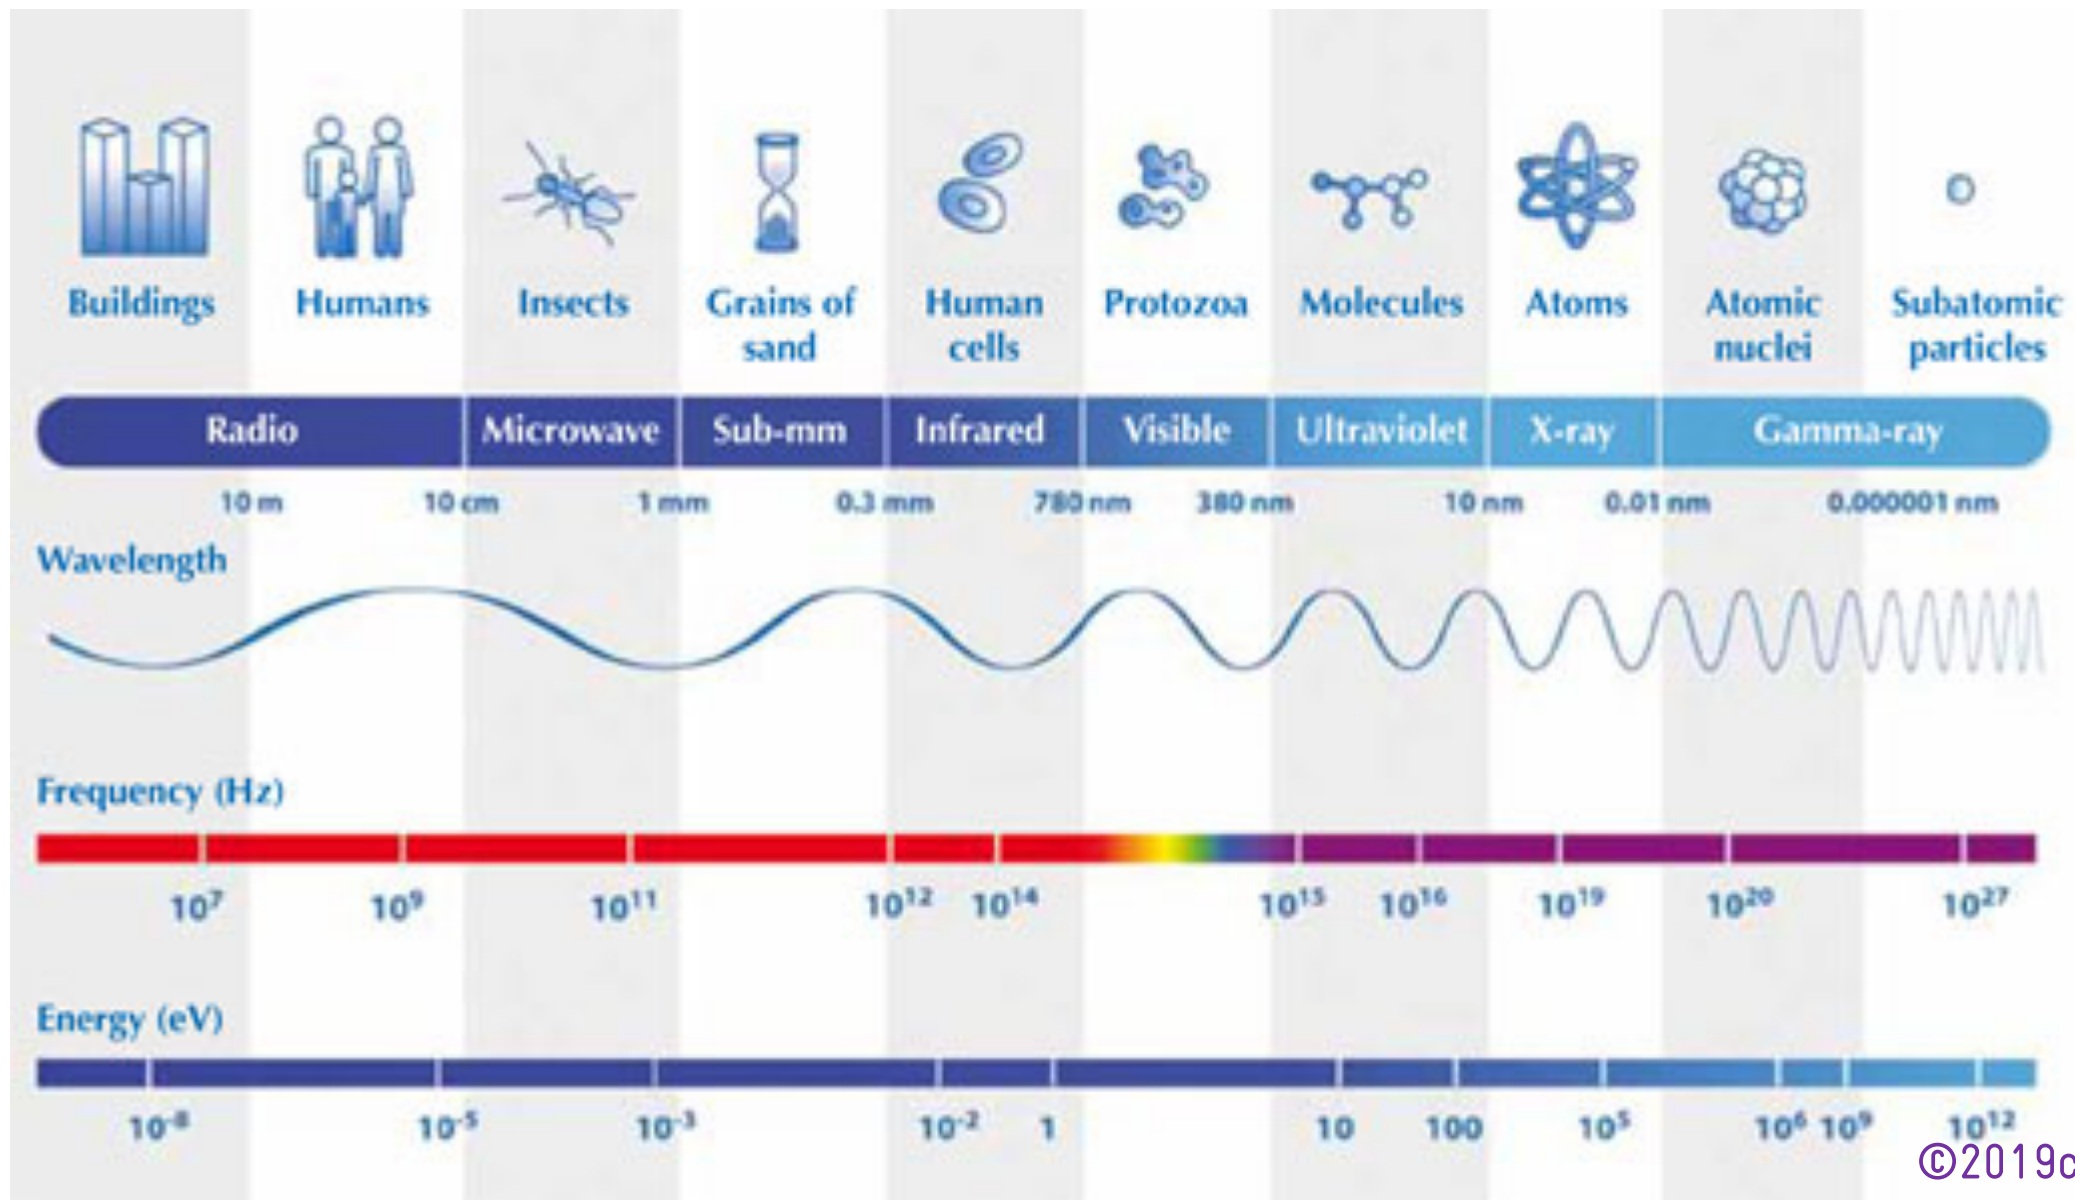 Buildings
Humans
Insects
Grains of
sand
Human
cells
Protozoa
Molecules
Atoms
Atomic
nuclei
Subatomic
particles
Radio
Microwave
Sub-mm
Infrared
Visible
Ultraviolet
X-ray
Gamma-ray
10 m
10 cm
1 mm
0.3 mm
780 nm
380 nm
10 nm
0.01 nm
0.000001 nm
Wavelength
Frequency (Hz)
10⁷
10⁹
10¹¹
10¹²
10¹⁴
10¹⁵
10¹⁶
10¹⁹
10²⁰
10²⁷
Energy (eV)
10⁻⁸
10⁻⁵
10⁻³
10⁻²
1
10
100
10⁵
10⁶
10⁹
10¹²
©2019c